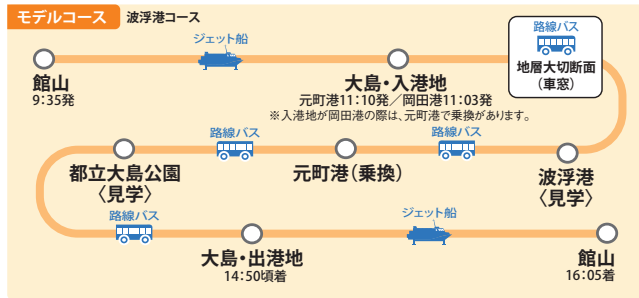 モデルコース 波浮港コース
ジェット船
館山
9：35発
大島・入港地
元町港11：10発／岡田港11：03発
※入港地が岡田港の際は、元町港で乗換があります。
路線バス
地層大切断面
（車窓）
路線バス
波浮港
〈見学〉
元町港（乗換）
路線バス
都立大島公園
〈見学〉
路線バス
大島・出港地
14：50頃着
ジェット船
館山
16：05着